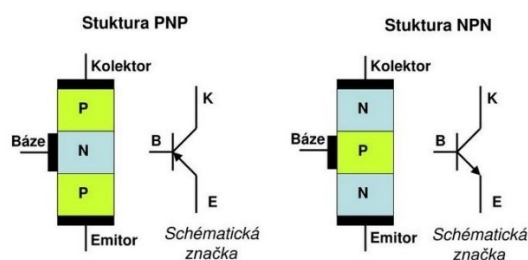 Stuktura PNP
Kolektor
P
N
P
Báze
Emitor
K
B
E
Schématická
značka
Stuktura NPN
Kolektor
N
P
N
Báze
Emitor
K
B
E
Schématická
značka